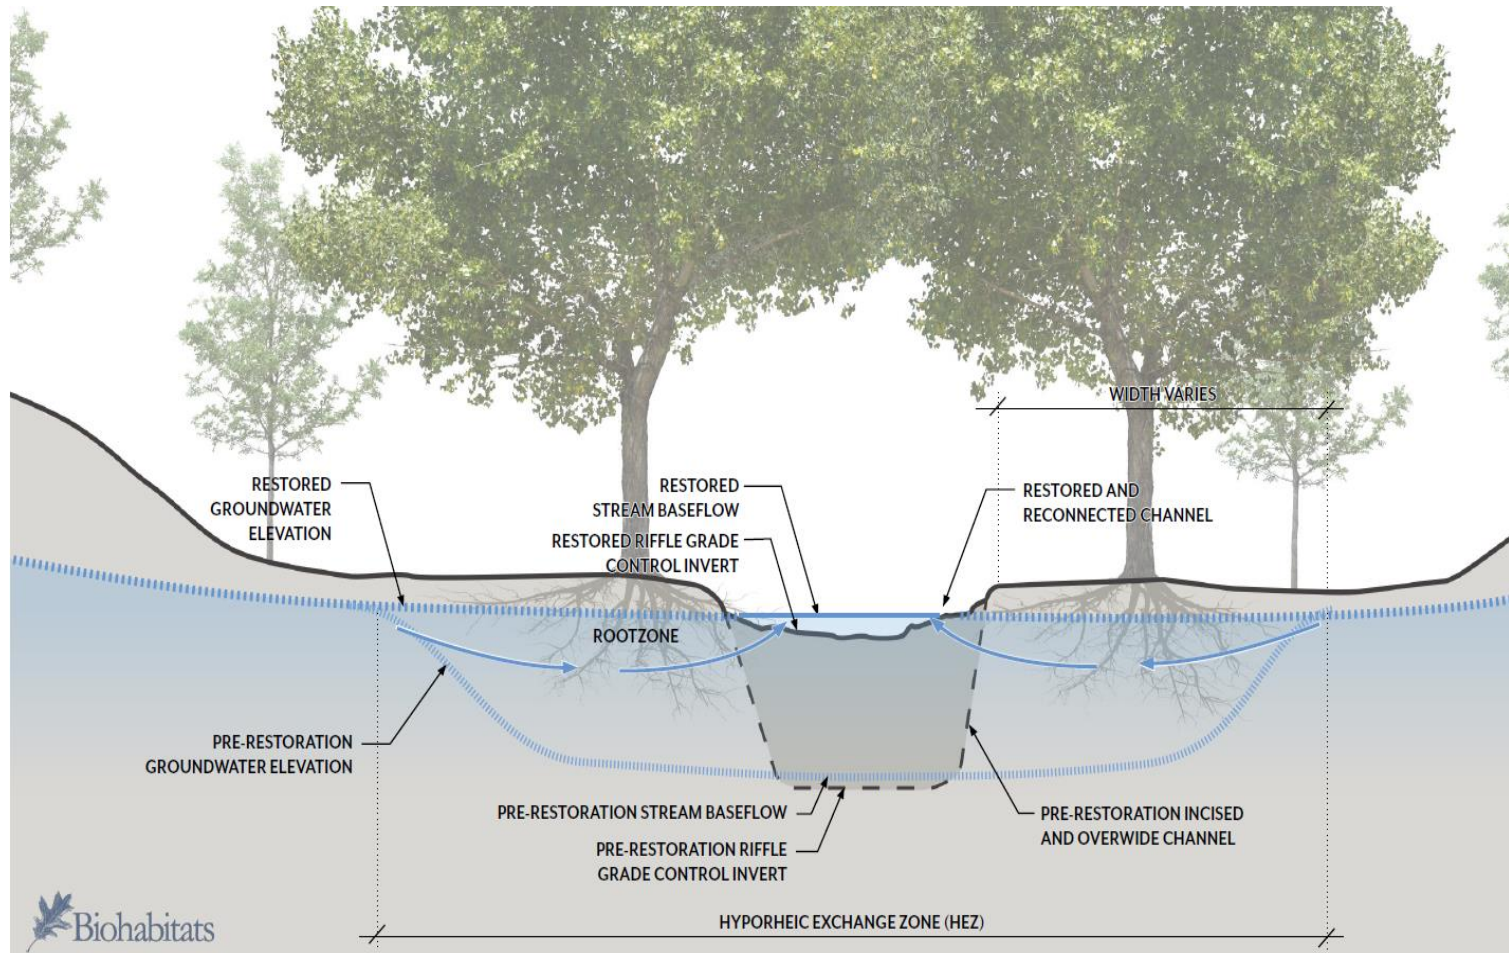 WIDTH VARIES
RESTORED
GROUNDWATER
ELEVATION
RESTORED
STREAM BASEFLOW
RESTORED RIFFLE GRADE
CONTROL INVERT
RESTORED AND
RECONNECTED CHANNEL
ROOTZONE
PRE-RESTORATION
GROUNDWATER ELEVATION
PRE-RESTORATION STREAM BASEFLOW
PRE-RESTORATION RIFFLE
GRADE CONTROL INVERT
PRE-RESTORATION INCISED
AND OVERWIDE CHANNEL
HYPORHEIC EXCHANGE ZONE (HEZ)
Biohabitats